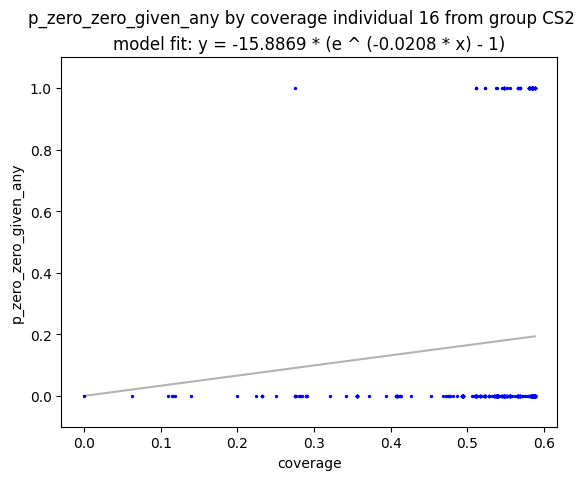 p_zero_zero_given_any by coverage individual 16 from group CS2
model fit: y = -15.8869 * (e ^ (-0.0208 * x) - 1)
1.0
0.8
0.6
0.4
0.2
0.0
p_zero_zero_given_any
0.0 0.1 0.2 0.3 0.4 0.5 0.6
coverage